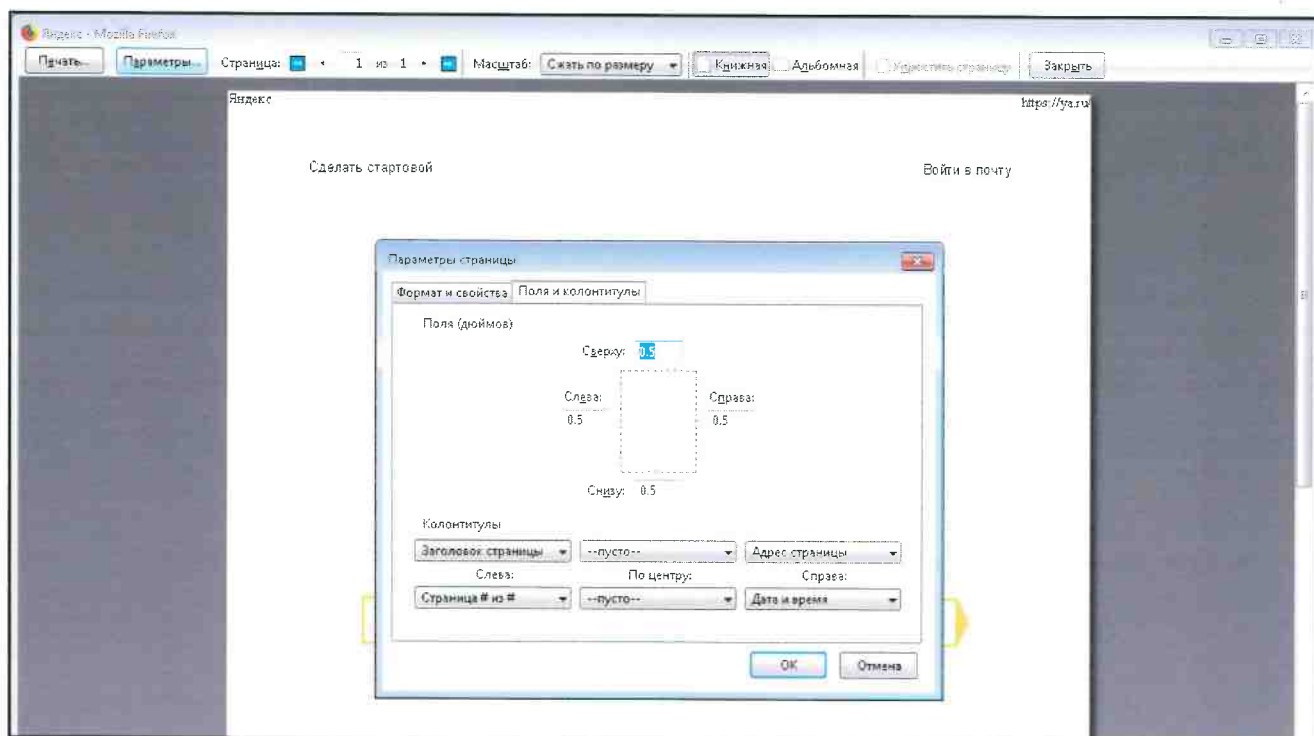 Яндекс - Mozilla Firefox
Печать... Параметры... Страница: 1 из 1 Масштаб: Сжать по размеру Книжная Альбомная Упростить страницу Закрыть
Яндекс https://ya.ru/
Сделать стартовой Войти в почту
Параметры страницы
Формат и свойства Поля и колонтитулы
Поля (дюймов)
Сверху: 0.5
Слева: Справа:
0.5 0.5
Снизу: 0.5
Колонтитулы
Заголовок страницы --пусто-- Адрес страницы
Слева: По центру: Справа:
Страница # из # --пусто-- Дата и время
ОК Отмена